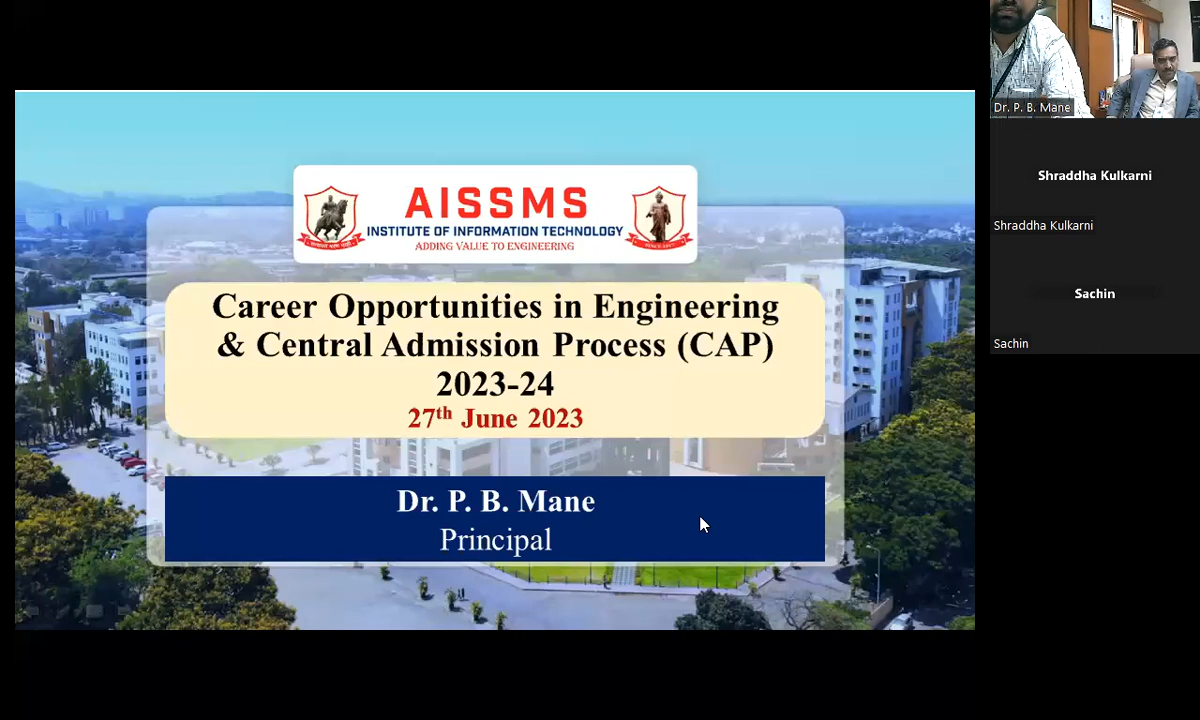 AISSMS
INSTITUTE OF INFORMATION TECHNOLOGY
ADDING VALUE TO ENGINEERING
Career Opportunities in Engineering
& Central Admission Process (CAP)
2023-24
27th June 2023
Dr. P. B. Mane
Principal
Dr. P. B. Mane
Shraddha Kulkarni
Shraddha Kulkarni
Sachin
Sachin